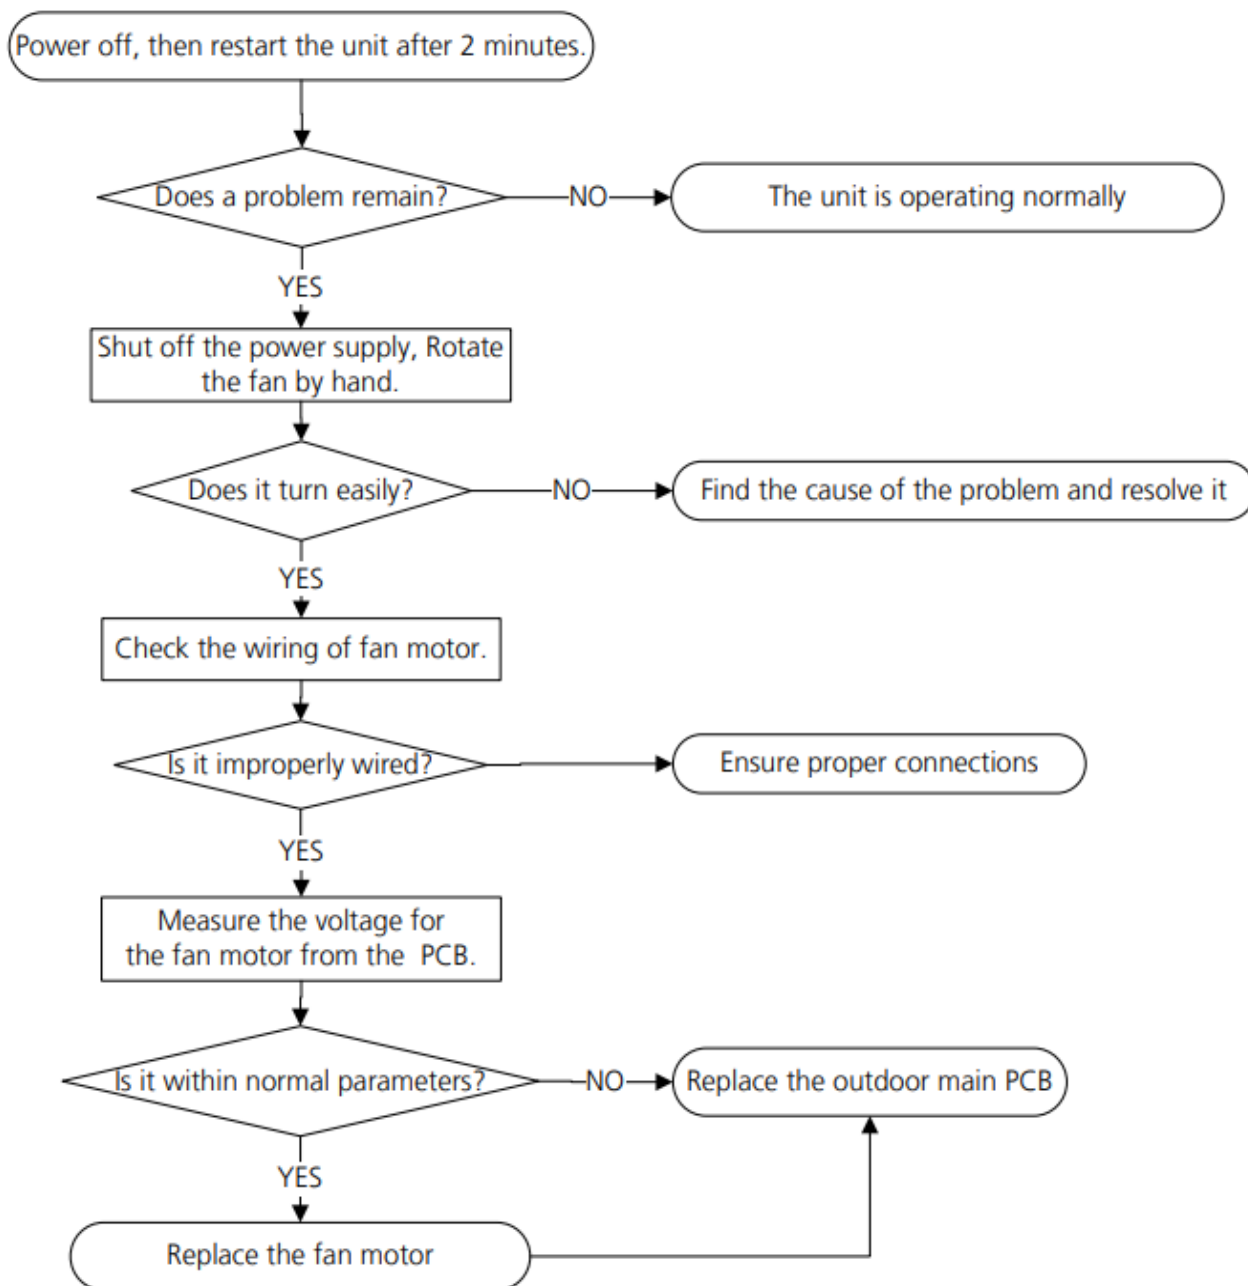 Power off, then restart the unit after 2 minutes.
Does a problem remain?
NO
The unit is operating normally
YES
Shut off the power supply, Rotate
the fan by hand.
Does it turn easily?
NO
Find the cause of the problem and resolve it
YES
Check the wiring of fan motor.
Is it improperly wired?
Ensure proper connections
YES
Measure the voltage for
the fan motor from the PCB.
Is it within normal parameters?
NO
Replace the outdoor main PCB
YES
Replace the fan motor